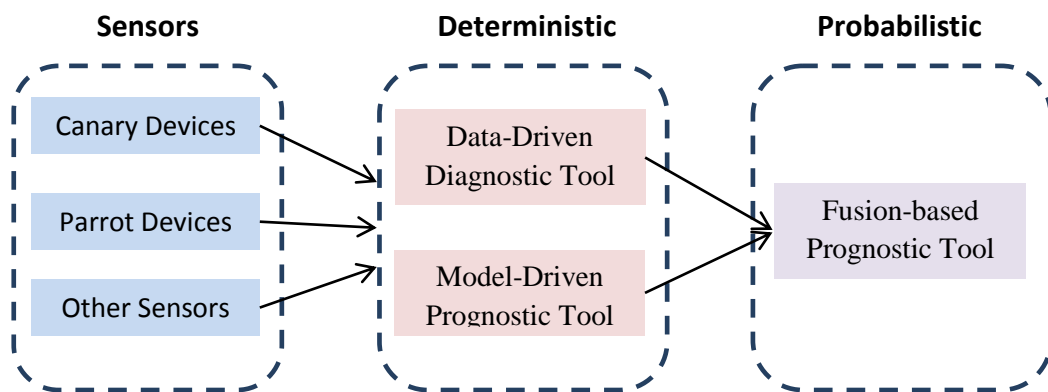 Sensors
Deterministic
Probabilistic
Canary Devices
Parrot Devices
Other Sensors
Data-Driven
Diagnostic Tool
Model-Driven
Prognostic Tool
Fusion-based
Prognostic Tool